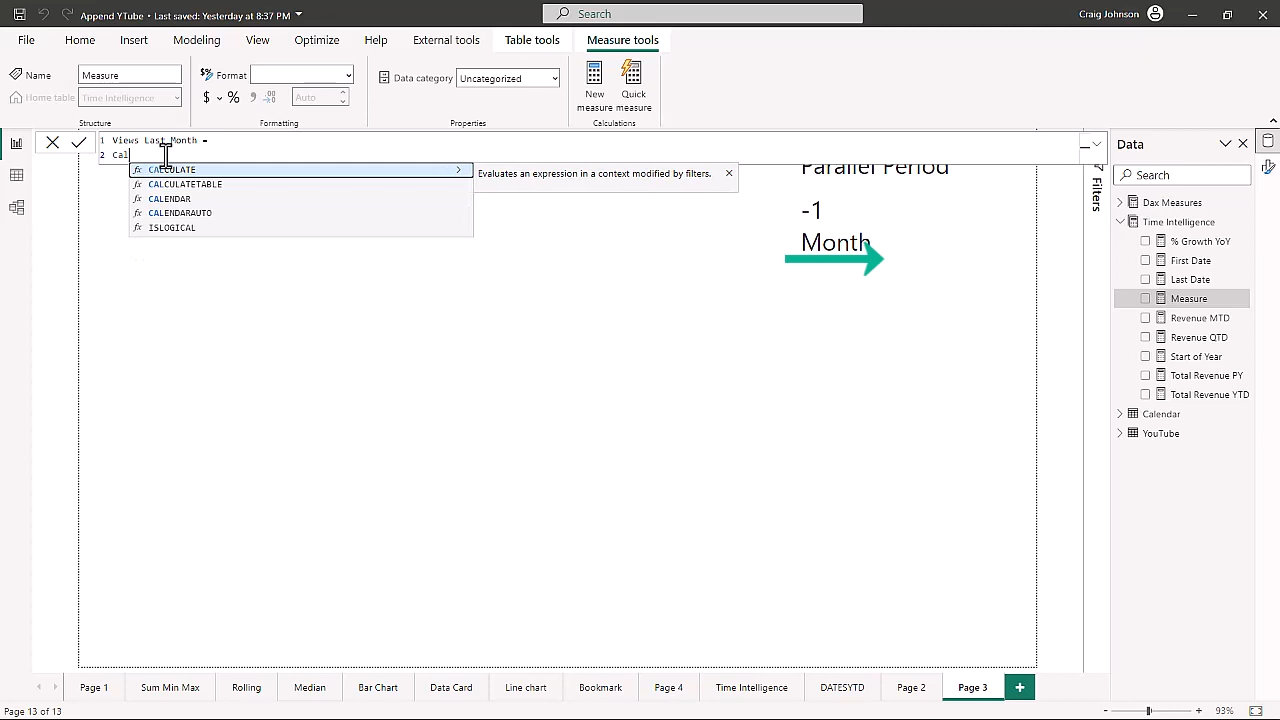 Append YTube • Last saved: Yesterday at 8:37 PM
Search
Craig Johnson
File
Home
Insert
Modeling
View
Optimize
Help
External tools
Table tools
Measure tools
Name
Measure
Home table
Time Intelligence
Structure
Format
$
%
Auto
Formatting
Data category
Uncategorized
Properties
New measure
Quick measure
Calculations
1 Views Last Month =
2 Cal
CALCULATE
CALCULATETABLE
CALENDAR
CALENDARAUTO
ISLOGICAL
Evaluates an expression in a context modified by filters.
Parallel Period
-1
Month
Filters
Data
Search
Dax Measures
Time Intelligence
% Growth YoY
First Date
Last Date
Measure
Revenue MTD
Revenue QTD
Start of Year
Total Revenue PY
Total Revenue YTD
Calendar
YouTube
Page 1
Sum Min Max
Rolling
Median
Bar Chart
Data Card
Line chart
Bookmark
Page 4
Time Intelligence
DATESYTD
Page 2
Page 3
Page 13 of 13
93%